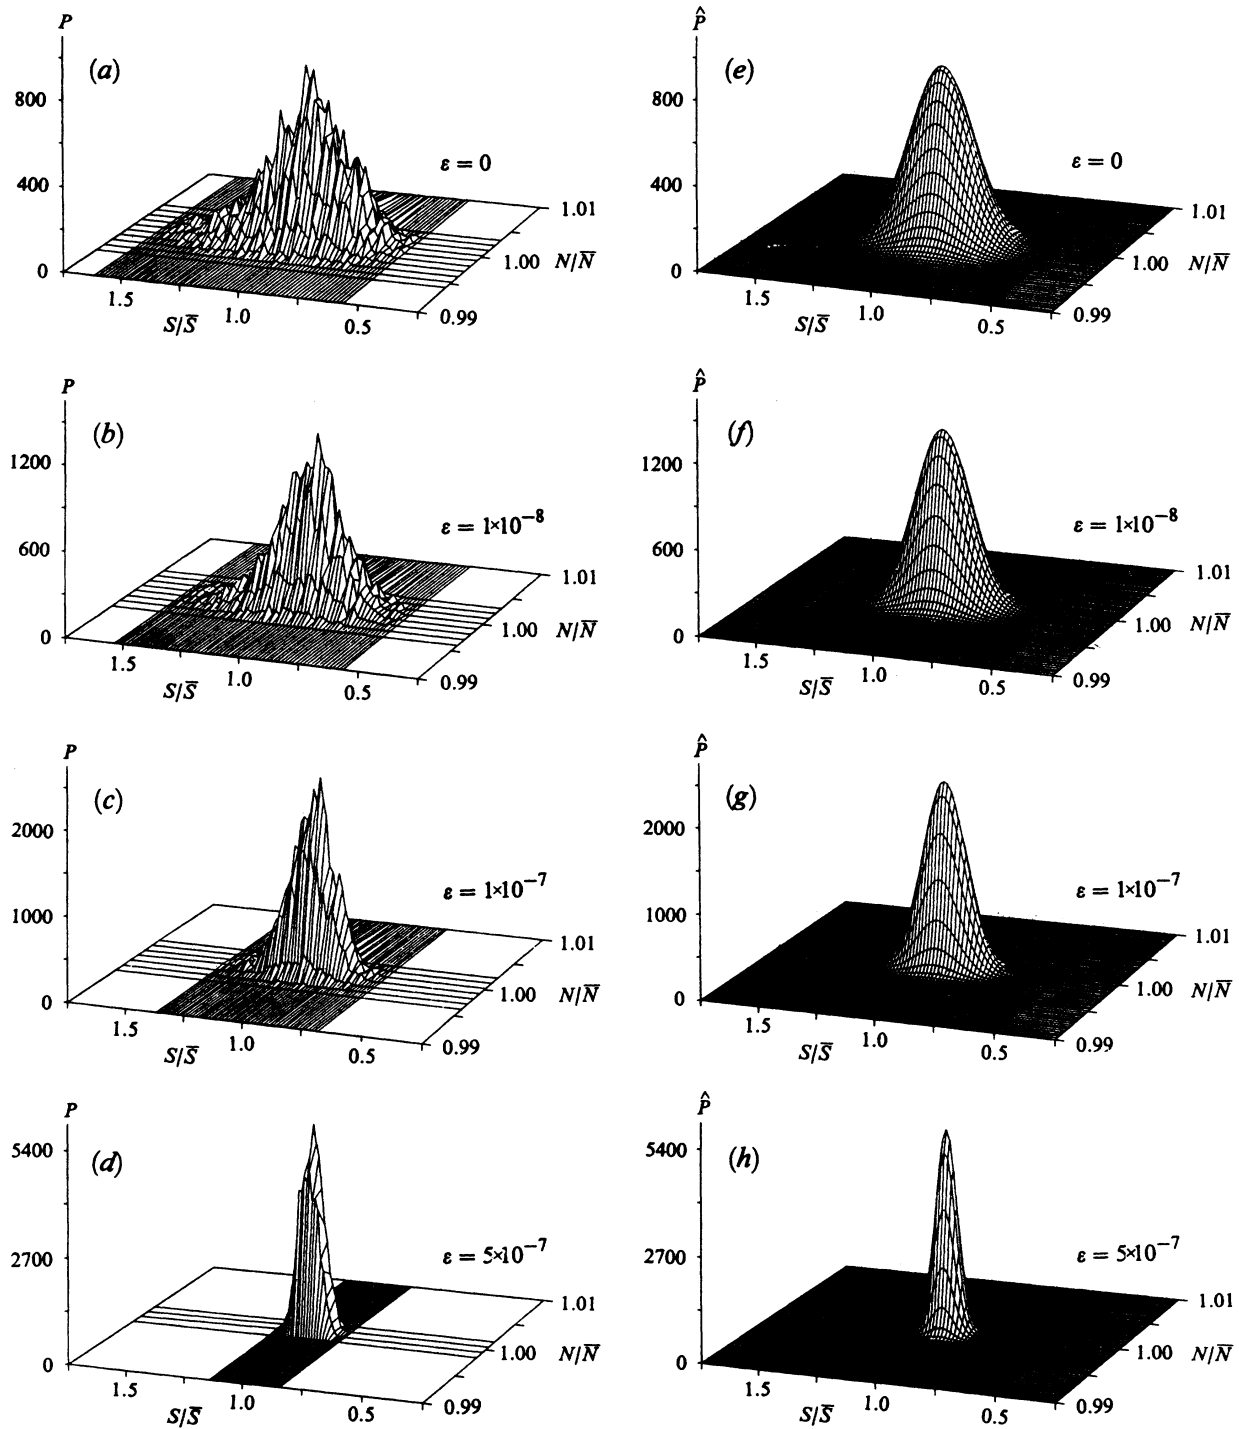 P
(a)
800
400
0
ε = 0
1.01
1.00 N/N̅
0.99
1.5
1.0
0.5
S/S̅
P̂
(e)
800
400
0
ε = 0
1.01
1.00 N/N̅
0.99
1.5
1.0
0.5
S/S̅
P
(b)
1200
600
0
ε = 1×10⁻⁸
1.01
1.00 N/N̅
0.99
1.5
1.0
0.5
S/S̅
P̂
(f)
1200
600
0
ε = 1×10⁻⁸
1.01
1.00 N/N̅
0.99
1.5
1.0
0.5
S/S̅
P
(c)
2000
1000
0
ε = 1×10⁻⁷
1.01
1.00 N/N̅
0.99
1.5
1.0
0.5
S/S̅
P̂
(g)
2000
1000
0
ε = 1×10⁻⁷
1.01
1.00 N/N̅
0.99
1.5
1.0
0.5
S/S̅
P
(d)
5400
2700
0
ε = 5×10⁻⁷
1.01
1.00 N/N̅
0.99
1.5
1.0
0.5
S/S̅
P̂
(h)
5400
2700
0
ε = 5×10⁻⁷
1.01
1.00 N/N̅
0.99
1.5
1.0
0.5
S/S̅